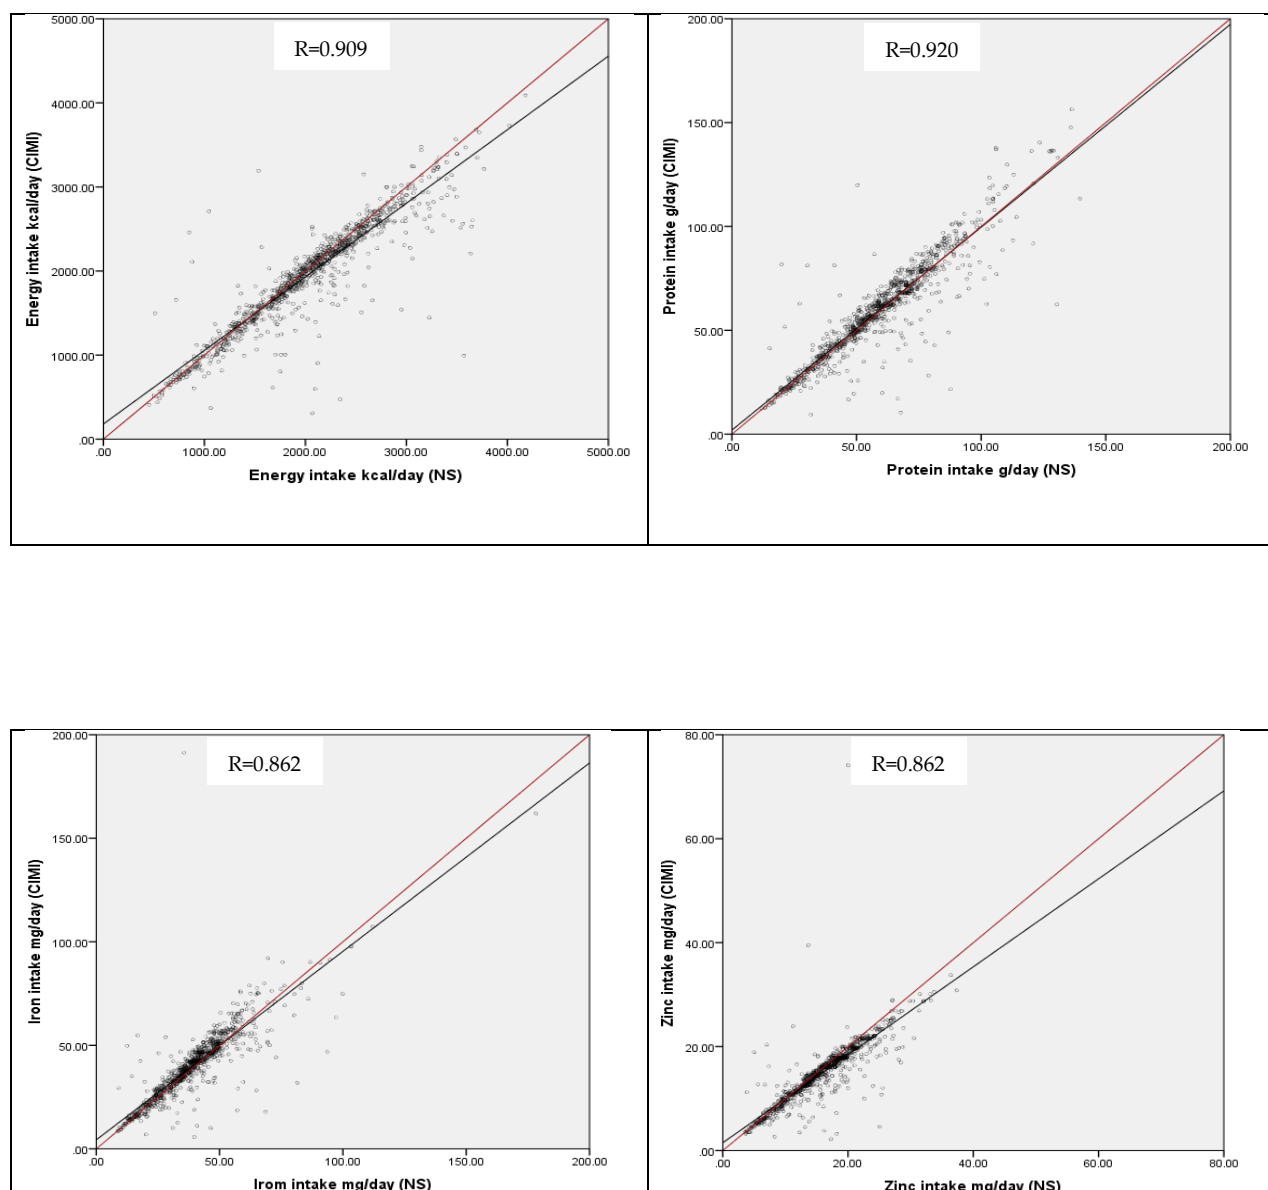 R=0.909
5000.00
4000.00
3000.00
2000.00
1000.00
.00
Energy intake kcal/day (CIMI)
.00 1000.00 2000.00 3000.00 4000.00 5000.00
Energy intake kcal/day (NS)
R=0.920
200.00
150.00
100.00
50.00
.00
Protein intake g/day (CIMI)
.00 50.00 100.00 150.00 200.00
Protein intake g/day (NS)
R=0.862
200.00
150.00
100.00
50.00
.00
Iron intake mg/day (CIMI)
.00 50.00 100.00 150.00 200.00
Irom intake mg/day (NS)
R=0.862
80.00
60.00
40.00
20.00
.00
Zinc intake mg/day (CIMI)
.00 20.00 40.00 60.00 80.00
Zinc intake mg/day (NS)